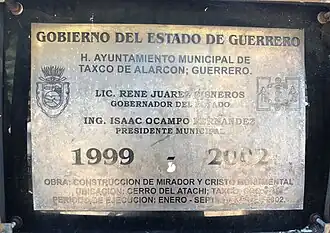 GOBIERNO DEL ESTADO DE GUERRERO
H. AYUNTAMIENTO MUNICIPAL DE
TAXCO DE ALARCON; GUERRERO.
LIC. RENE JUAREZ CISNEROS
GOBERNADOR DEL ESTADO
ING. ISAAC OCAMPO FERNANDEZ
PRESIDENTE MUNICIPAL
1999 - 2002
OBRA: CONSTRUCCION DE MIRADOR Y CRISTO MONUMENTAL
UBICACION: CERRO DEL ATACHI; TAXCO,
PERIODO DE EJECUCION: ENERO - 2002.